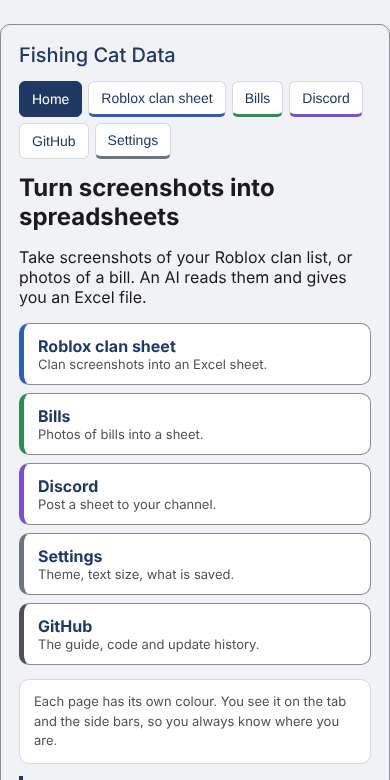 Fishing Cat Data
Home
Roblox clan sheet
Bills
Discord
GitHub
Settings
Turn screenshots into
spreadsheets
Take screenshots of your Roblox clan list, or
photos of a bill. An AI reads them and gives
you an Excel file.
Roblox clan sheet
Clan screenshots into an Excel sheet.
Bills
Photos of bills into a sheet.
Discord
Post a sheet to your channel.
Settings
Theme, text size, what is saved.
GitHub
The guide, code and update history.
Each page has its own colour. You see it on the tab
and the side bars, so you always know where you
are.